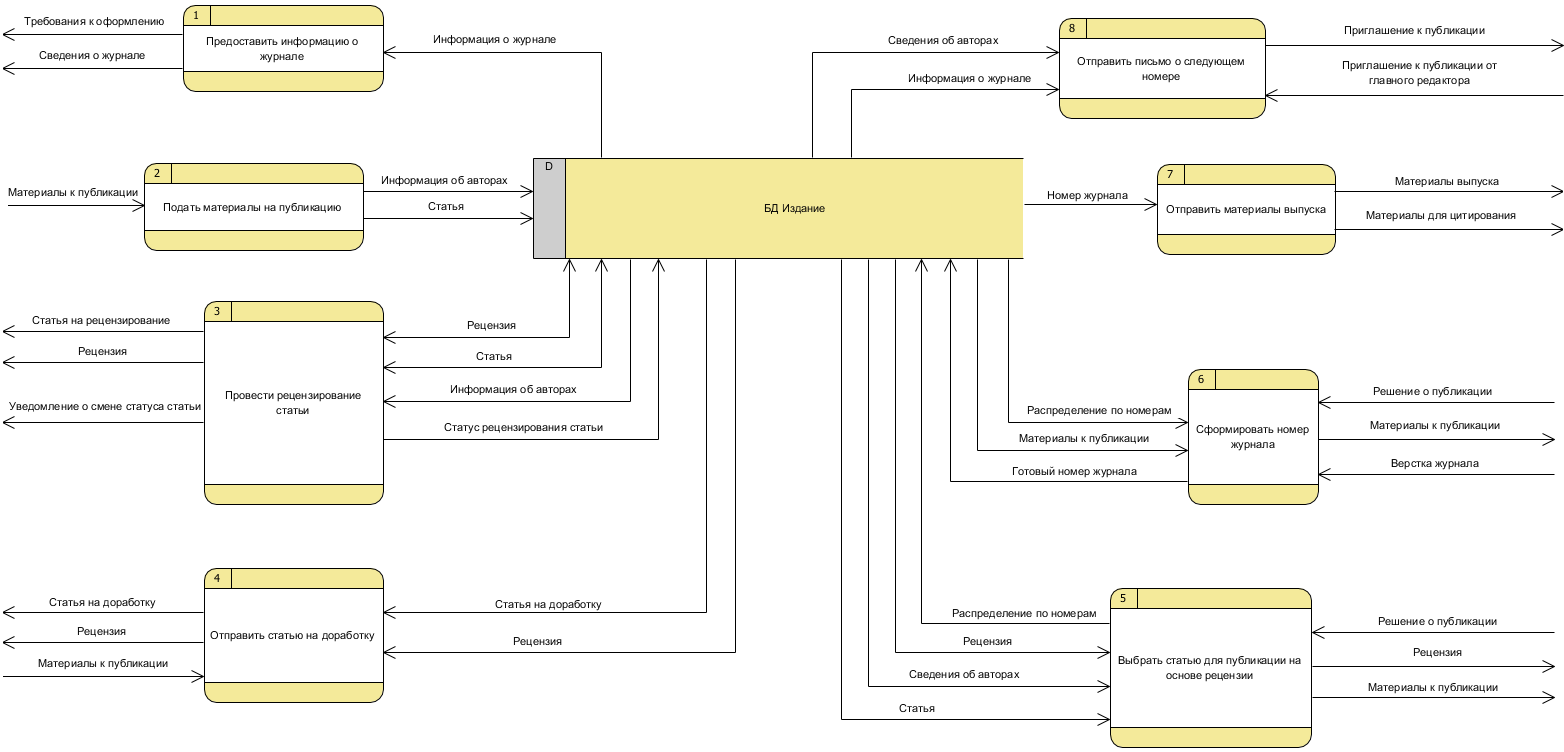 1
Требования к оформлению
Сведения о журнале
Предоставить информацию о
журнале
Информация о журнале
Сведения об авторах
Информация о журнале
8
Отправить письмо о следующем
номере
Приглашение к публикации
Приглашение к публикации от
главного редактора
2
Материалы к публикации
Подать материалы на публикацию
Информация об авторах
Статья
D
БД Издание
Номер журнала
7
Отправить материалы выпуска
Материалы выпуска
Материалы для цитирования
3
Статья на рецензирование
Рецензия
Уведомление о смене статуса статьи
Провести рецензирование
статьи
Рецензия
Статья
Информация об авторах
Статус рецензирования статьи
6
Распределение по номерам
Материалы к публикации
Готовый номер журнала
Сформировать номер
журнала
Решение о публикации
Материалы к публикации
Верстка журнала
4
Статья на доработку
Рецензия
Материалы к публикации
Отправить статью на доработку
Статья на доработку
Рецензия
5
Распределение по номерам
Рецензия
Сведения об авторах
Статья
Выбрать статью для публикации на
основе рецензии
Решение о публикации
Рецензия
Материалы к публикации